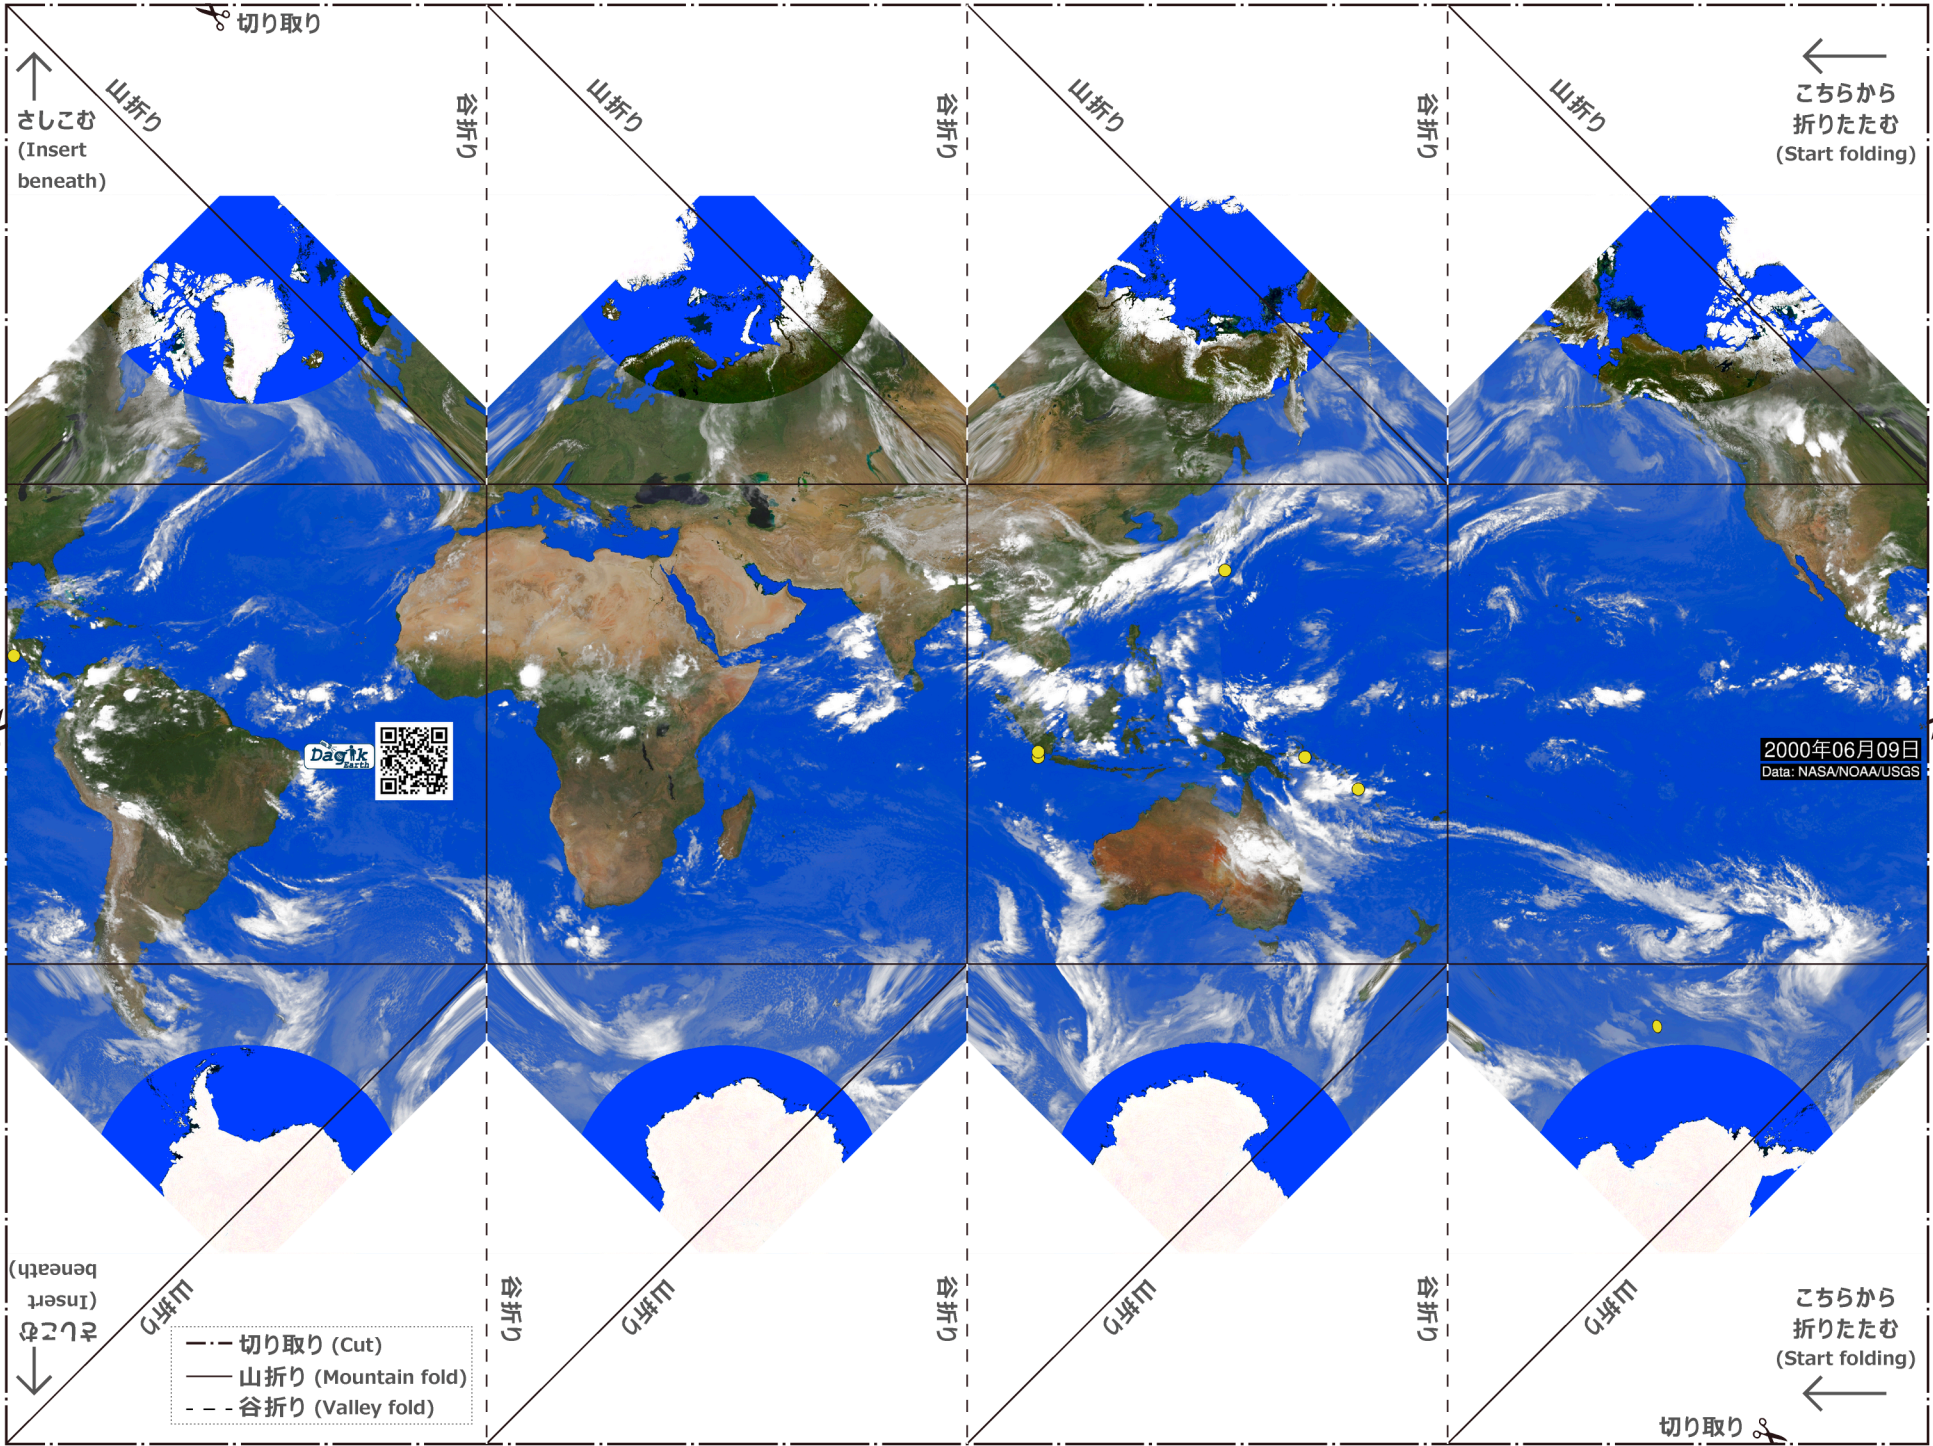 切り取り
さしこむ
(Insert
beneath)
山折り
谷折り
山折り
谷折り
山折り
谷折り
山折り
こちらから
折りたたむ
(Start folding)
Dagik
Earth
2000年06月09日
Data: NASA/NOAA/USGS
さしこむ
(Insert
beneath)
山折り
谷折り
山折り
谷折り
山折り
谷折り
山折り
こちらから
折りたたむ
(Start folding)
切り取り (Cut)
山折り (Mountain fold)
谷折り (Valley fold)
切り取り